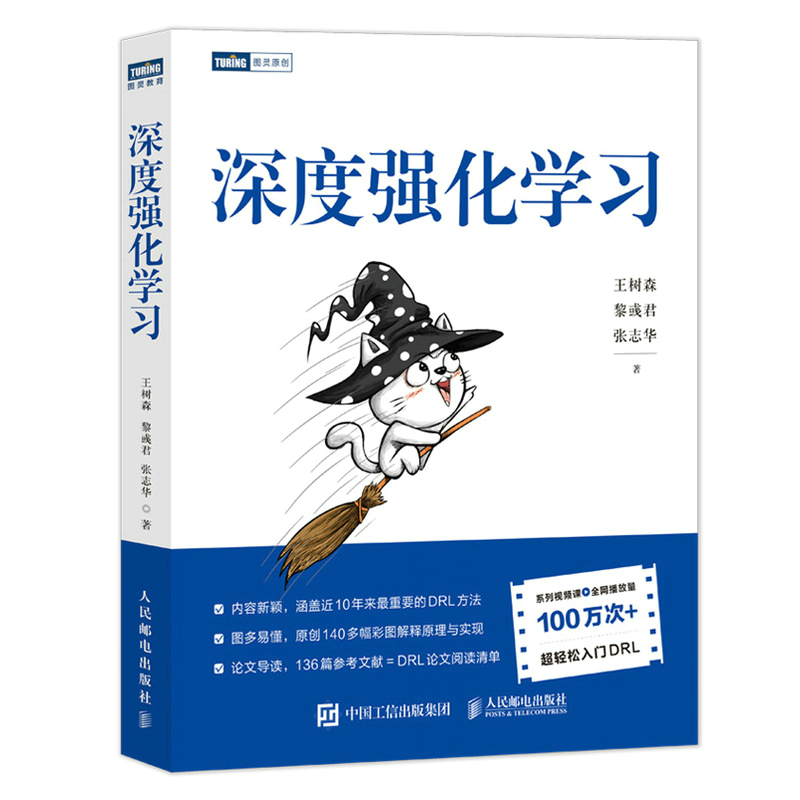 TURING
图灵教育
深度强化学习
王树森 黎彧君 张志华 ◎ 著
人民邮电出版社
TURING 图灵原创
深度强化学习
王树森
黎彧君
张志华
著
内容新颖，涵盖近10年来最重要的DRL方法
图多易懂，原创140多幅彩图解释原理与实现
论文导读，136篇参考文献=DRL论文阅读清单
系列视频课 全网播放量
100万次+
超轻松入门DRL
中国工信出版集团
人民邮电出版社
POSTS & TELECOM PRESS